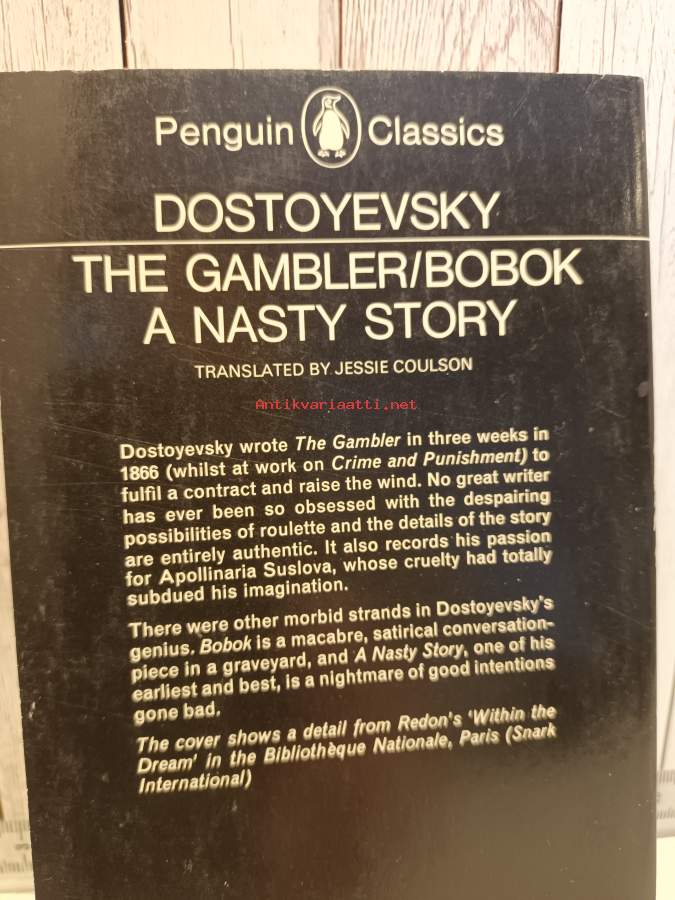 Penguin Classics
DOSTOYEVSKY
THE GAMBLER/BOBOK
A NASTY STORY
TRANSLATED BY JESSIE COULSON
Antikvariaatti.net
Dostoyevsky wrote The Gambler in three weeks in
1866 (whilst at work on Crime and Punishment) to
fulfil a contract and raise the wind. No great writer
has ever been so obsessed with the despairing
possibilities of roulette and the details of the story
are entirely authentic. It also records his passion
for Apollinaria Suslova, whose cruelty had totally
subdued his imagination.
There were other morbid strands in Dostoyevsky's
genius. Bobok is a macabre, satirical conversation-
piece in a graveyard, and A Nasty Story, one of his
earliest and best, is a nightmare of good intentions
gone bad.
The cover shows a detail from Redon's 'Within the
Dream' in the Bibliothèque Nationale, Paris (Snark
International)